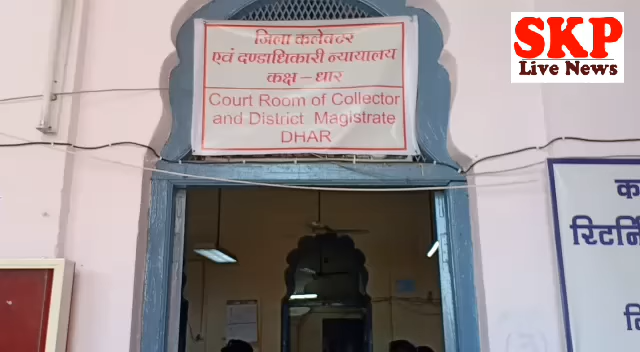 जिला कलेक्टर
एवं दण्डाधिकारी न्यायालय
कक्ष – धार
Court Room of Collector
and District Magistrate
DHAR
SKP
Live News